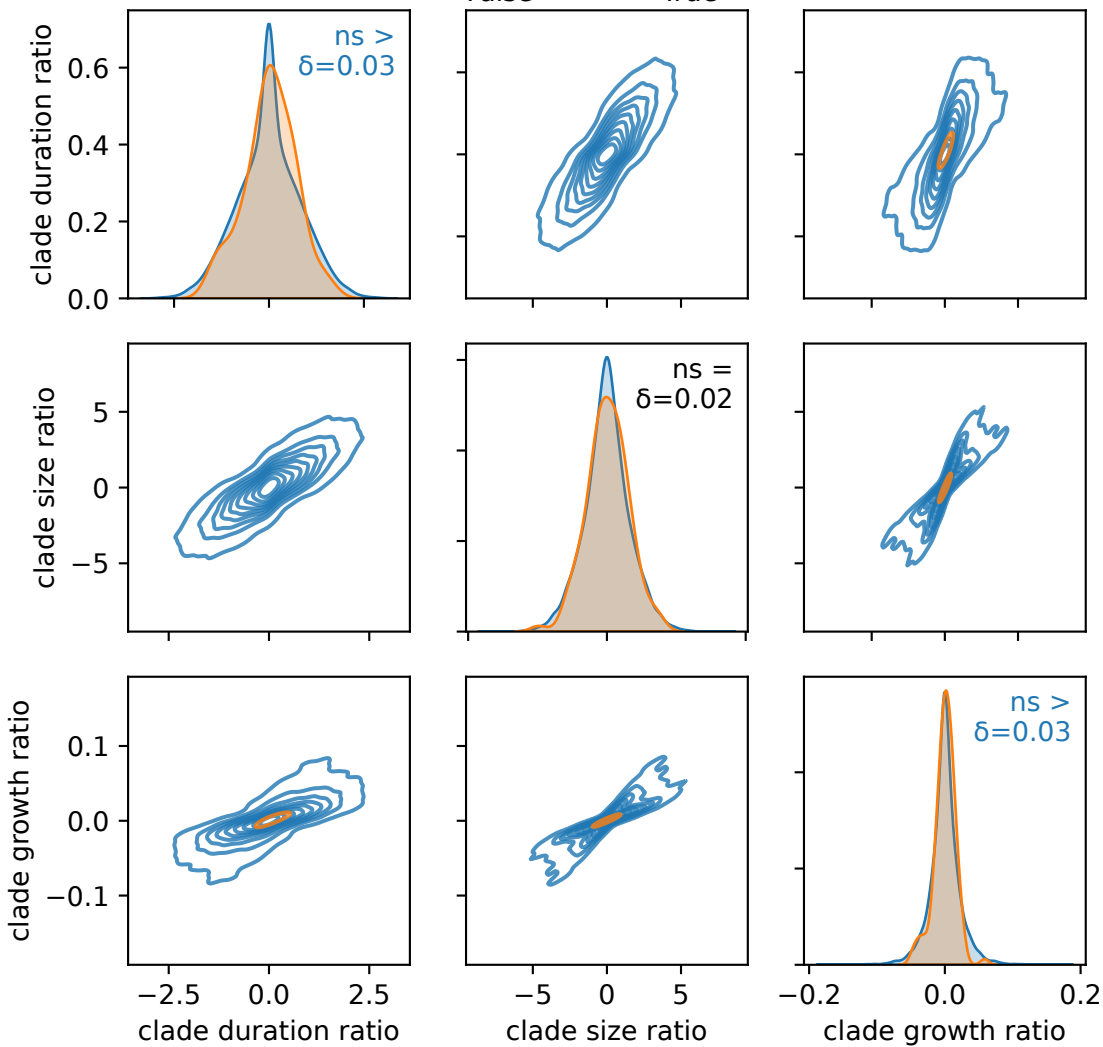 clade duration ratio
0.6
0.4
0.2
0.0
ns >
δ=0.03
clade size ratio
5
0
−5
ns =
δ=0.02
clade growth ratio
0.1
0.0
−0.1
ns >
δ=0.03
−2.5 0.0 2.5
−5 0 5
−0.2 0.0 0.2
clade duration ratio
clade size ratio
clade growth ratio